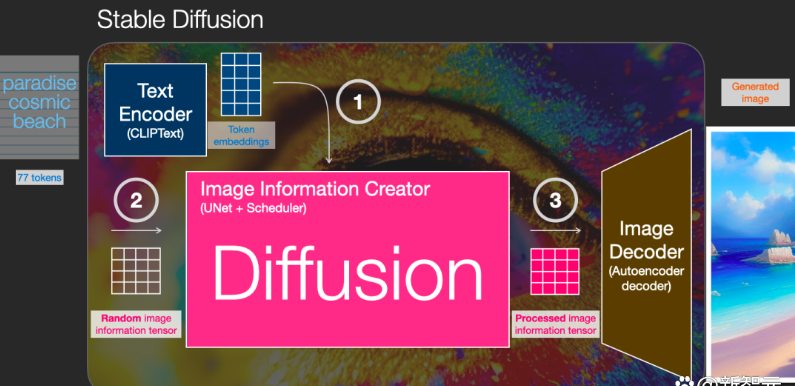 Stable Diffusion
paradise
cosmic
beach
77 tokens
Text
Encoder
(CLIPText)
Token
embeddings
1
2
Random image
information tensor
Image Information Creator
(UNet + Scheduler)
Diffusion
3
Processed image
information tensor
Image
Decoder
(Autoencoder
decoder)
Generated
image